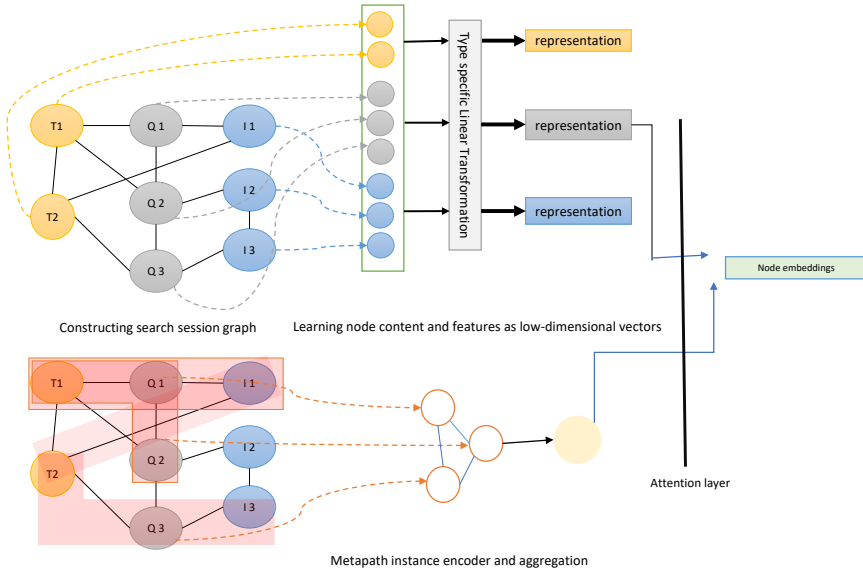 representation
T1
Q 1
I 1
representation
Type specific Linear Transformation
I 2
Q 2
T2
representation
I 3
Q 3
Node embeddings
Constructing search session graph
Learning node content and features as low-dimensional vectors
T1
Q 1
I 1
I 2
Q 2
T2
Attention layer
I 3
Q 3
Metapath instance encoder and aggregation